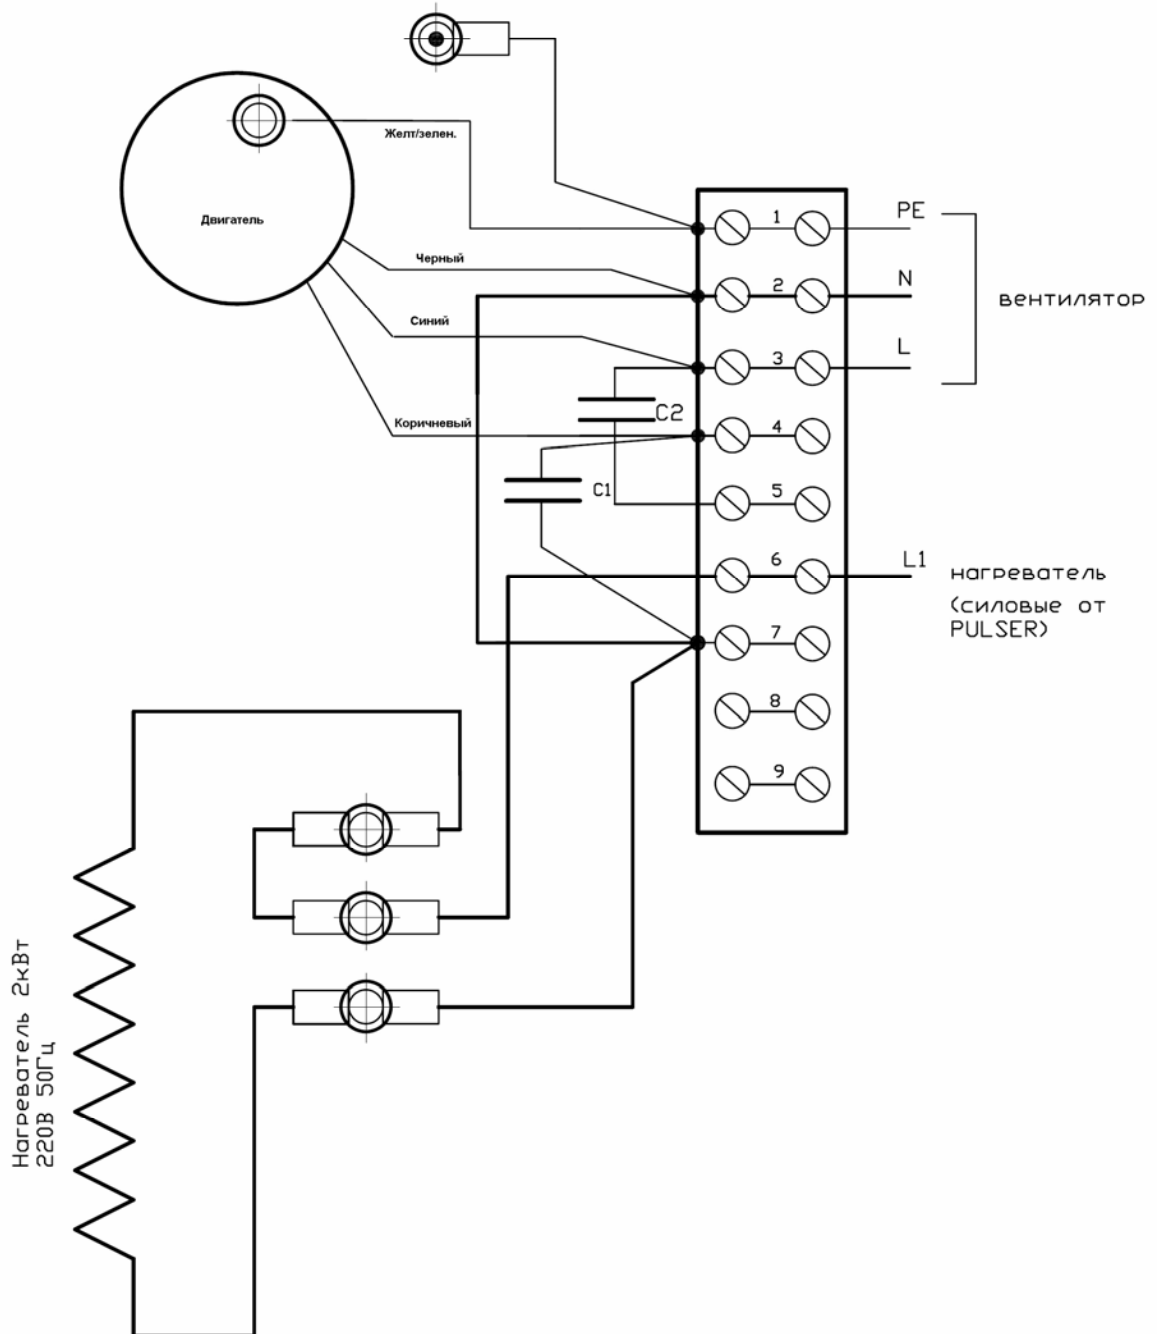 Желт/зелен.
Двигатель
Черный
Синий
Коричневый
C2
C1
1
2
3
4
5
6
7
8
9
PE
N
L
вентилятор
L1
нагреватель
(силовые от
PULSER)
Нагреватель 2кВт
220В 50Гц